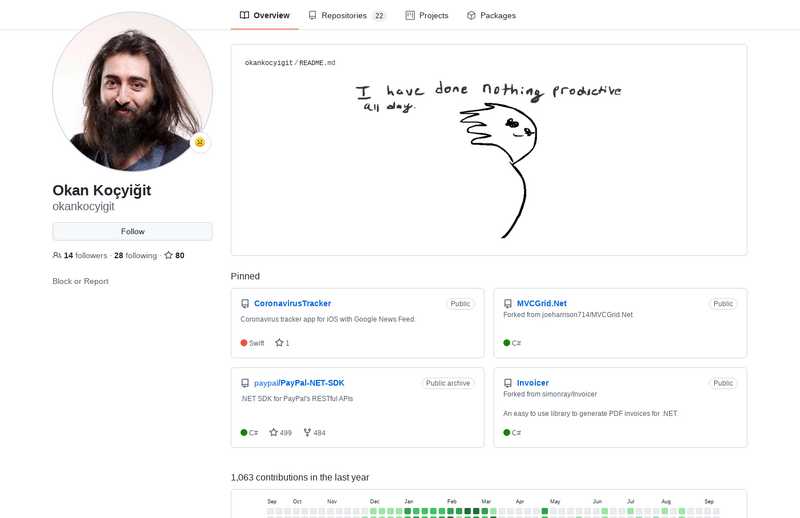 Overview
Repositories 22
Projects
Packages
okankocyigit / README.md
I have done nothing productive
all day.
Okan Koçyiğit
okankocyigit
Follow
14 followers · 28 following · 80
Block or Report
Pinned
CoronavirusTracker
Public
Coronavirus tracker app for iOS with Google News Feed.
Swift 1
MVCGrid.Net
Public
Forked from joeharrison714/MVCGrid.Net
C#
paypal/PayPal-NET-SDK
Public archive
.NET SDK for PayPal's RESTful APIs
C# 499 484
Invoicer
Public
Forked from simonray/Invoicer
An easy to use library to generate PDF invoices for .NET.
C#
1,063 contributions in the last year
Sep Oct Nov Dec Jan Feb Mar Apr May Jun Jul Aug Sep